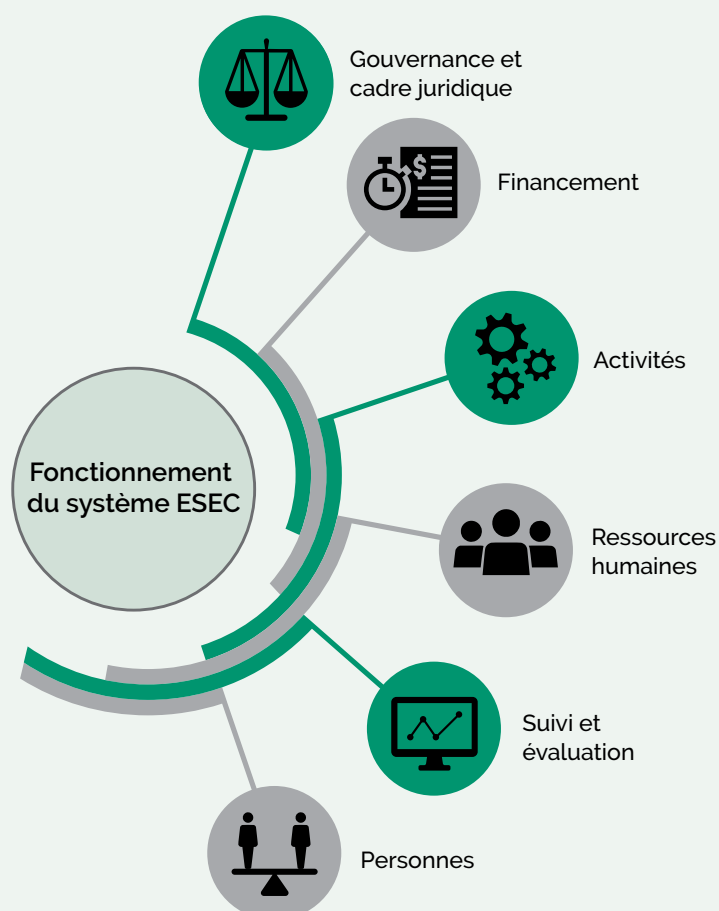 Gouvernance et
cadre juridique
Financement
Activités
Fonctionnement
du système ESEC
Ressources
humaines
Suivi et
évaluation
Personnes